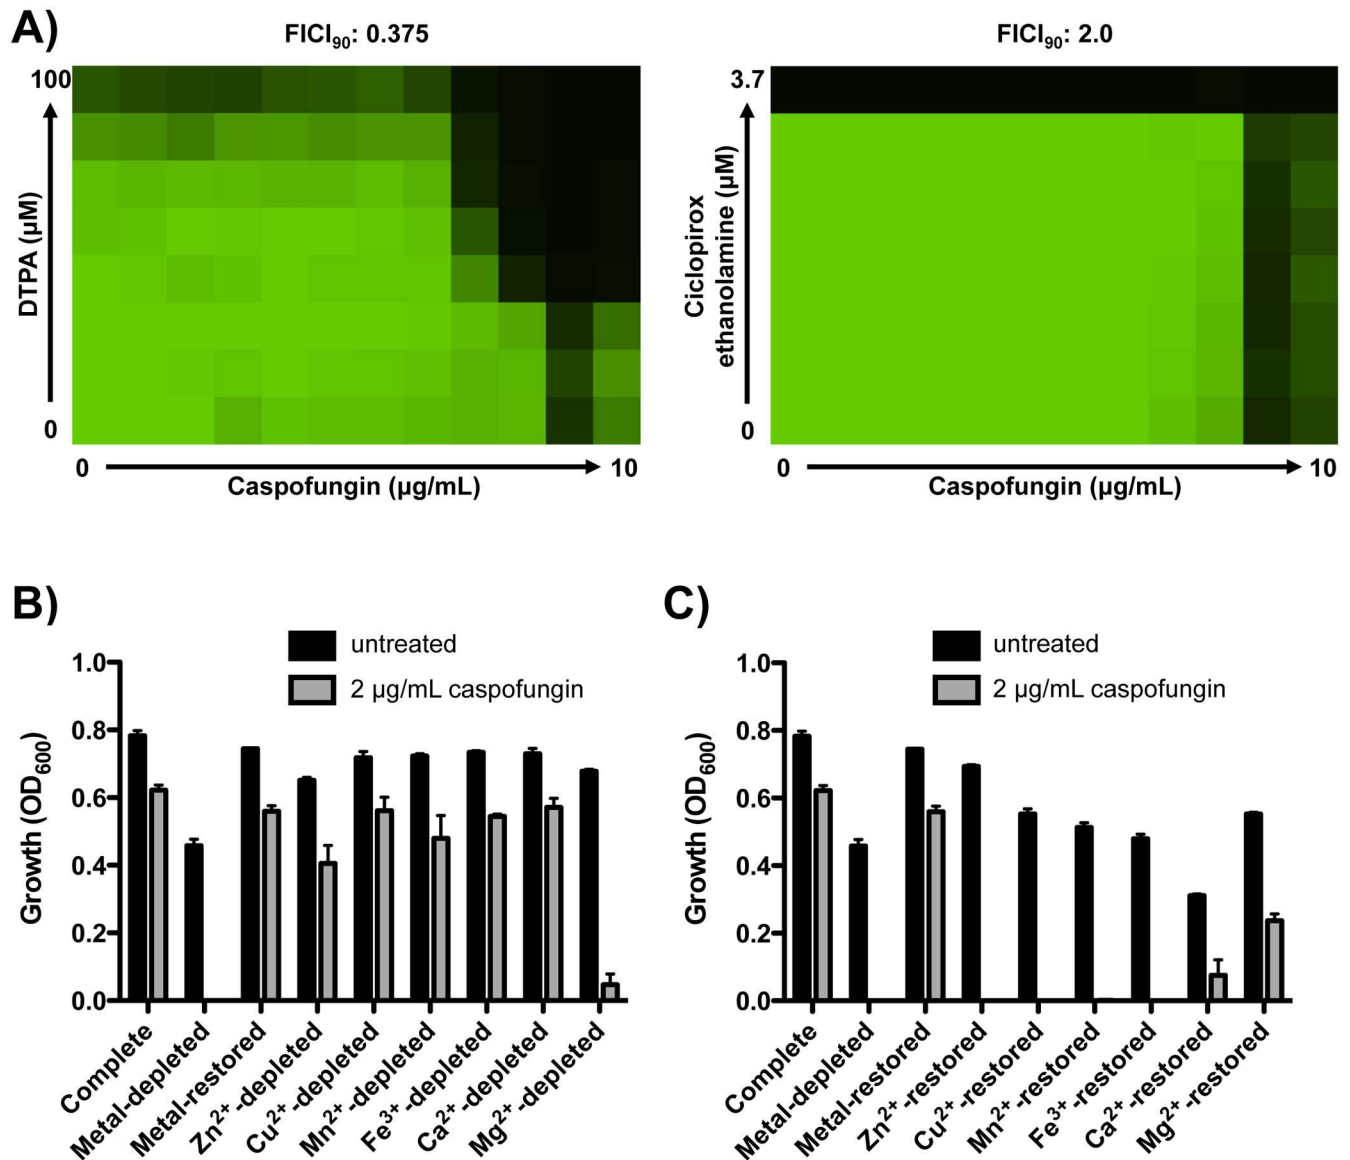 A)
FICI90: 0.375
FICI90: 2.0
100
DTPA (µM)
0
0
10
Caspofungin (µg/mL)
3.7
Ciclopirox
ethanolamine (µM)
0
0
10
Caspofungin (µg/mL)
B)
untreated
2 µg/mL caspofungin
1.0
0.8
0.6
0.4
0.2
0.0
Growth (OD600)
Complete
Metal-depleted
Metal-restored
Zn2+ -depleted
Cu2+ -depleted
Mn2+ -depleted
Fe3+ -depleted
Ca2+ -depleted
Mg2+ -depleted
C)
untreated
2 µg/mL caspofungin
1.0
0.8
0.6
0.4
0.2
0.0
Growth (OD600)
Complete
Metal-depleted
Metal-restored
Zn2+ -restored
Cu2+ -restored
Mn2+ -restored
Fe3+ -restored
Ca2+ -restored
Mg2+ -restored